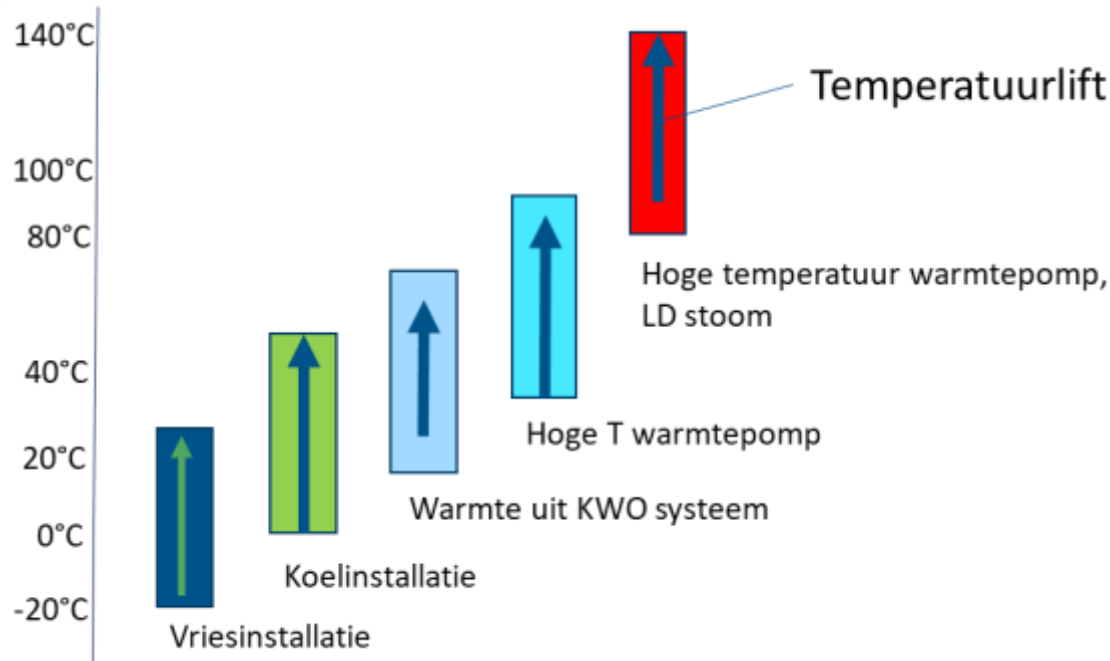 140°C
100°C
80°C
40°C
20°C
0°C
-20°C
Temperatuurlift
Hoge temperatuur warmtepomp,
LD stoom
Hoge T warmtepomp
Warmte uit KWO systeem
Koelinstallatie
Vriesinstallatie